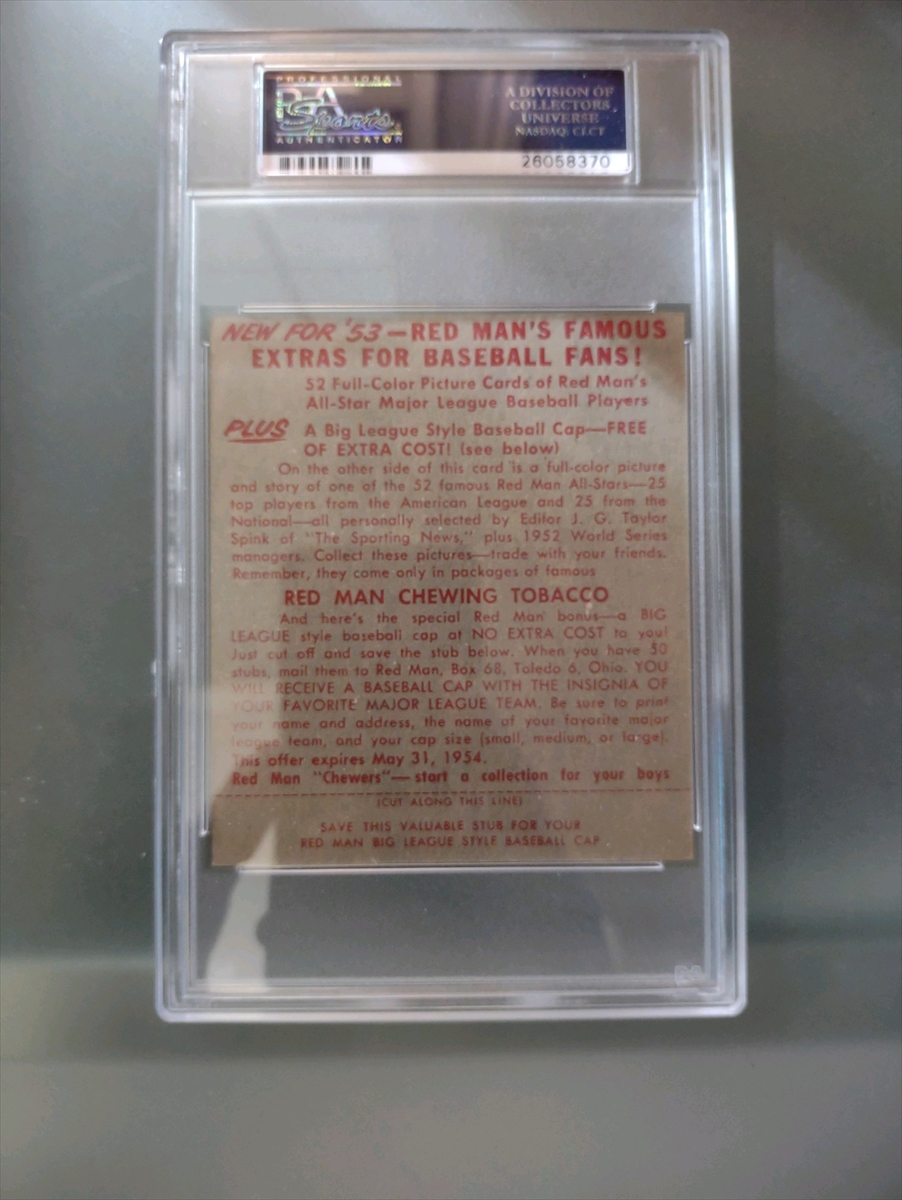 PROFESSIONAL
PSA
Sports
AUTHENTICATOR
A DIVISION OF
COLLECTORS
UNIVERSE
NASDAQ: CLCT
26058370
NEW FOR '53—RED MAN'S FAMOUS
EXTRAS FOR BASEBALL FANS!
52 Full-Color Picture Cards of Red Man's
All-Star Major League Baseball Players
PLUS A Big League Style Baseball Cap—FREE
OF EXTRA COST! (see below)
On the other side of this card is a full-color picture
and story of one of the 52 famous Red Man All-Stars—25
top players from the American League and 25 from the
National—all personally selected by Editor J. G. Taylor
Spink of "The Sporting News," plus 1952 World Series
managers. Collect these pictures—trade with your friends.
Remember, they come only in packages of famous
RED MAN CHEWING TOBACCO
And here's the special Red Man bonus—a BIG
LEAGUE style baseball cap at NO EXTRA COST to you!
Just cut off and save the stub below. When you have 50
stubs, mail them to Red Man, Box 68, Toledo 6, Ohio. YOU
WILL RECEIVE A BASEBALL CAP WITH THE INSIGNIA OF
YOUR FAVORITE MAJOR LEAGUE TEAM. Be sure to print
your name and address, the name of your favorite major
league team, and your cap size (small, medium, or large).
This offer expires May 31, 1954.
Red Man "Chewers"—start a collection for your boys
(CUT ALONG THIS LINE)
SAVE THIS VALUABLE STUB FOR YOUR
RED MAN BIG LEAGUE STYLE BASEBALL CAP